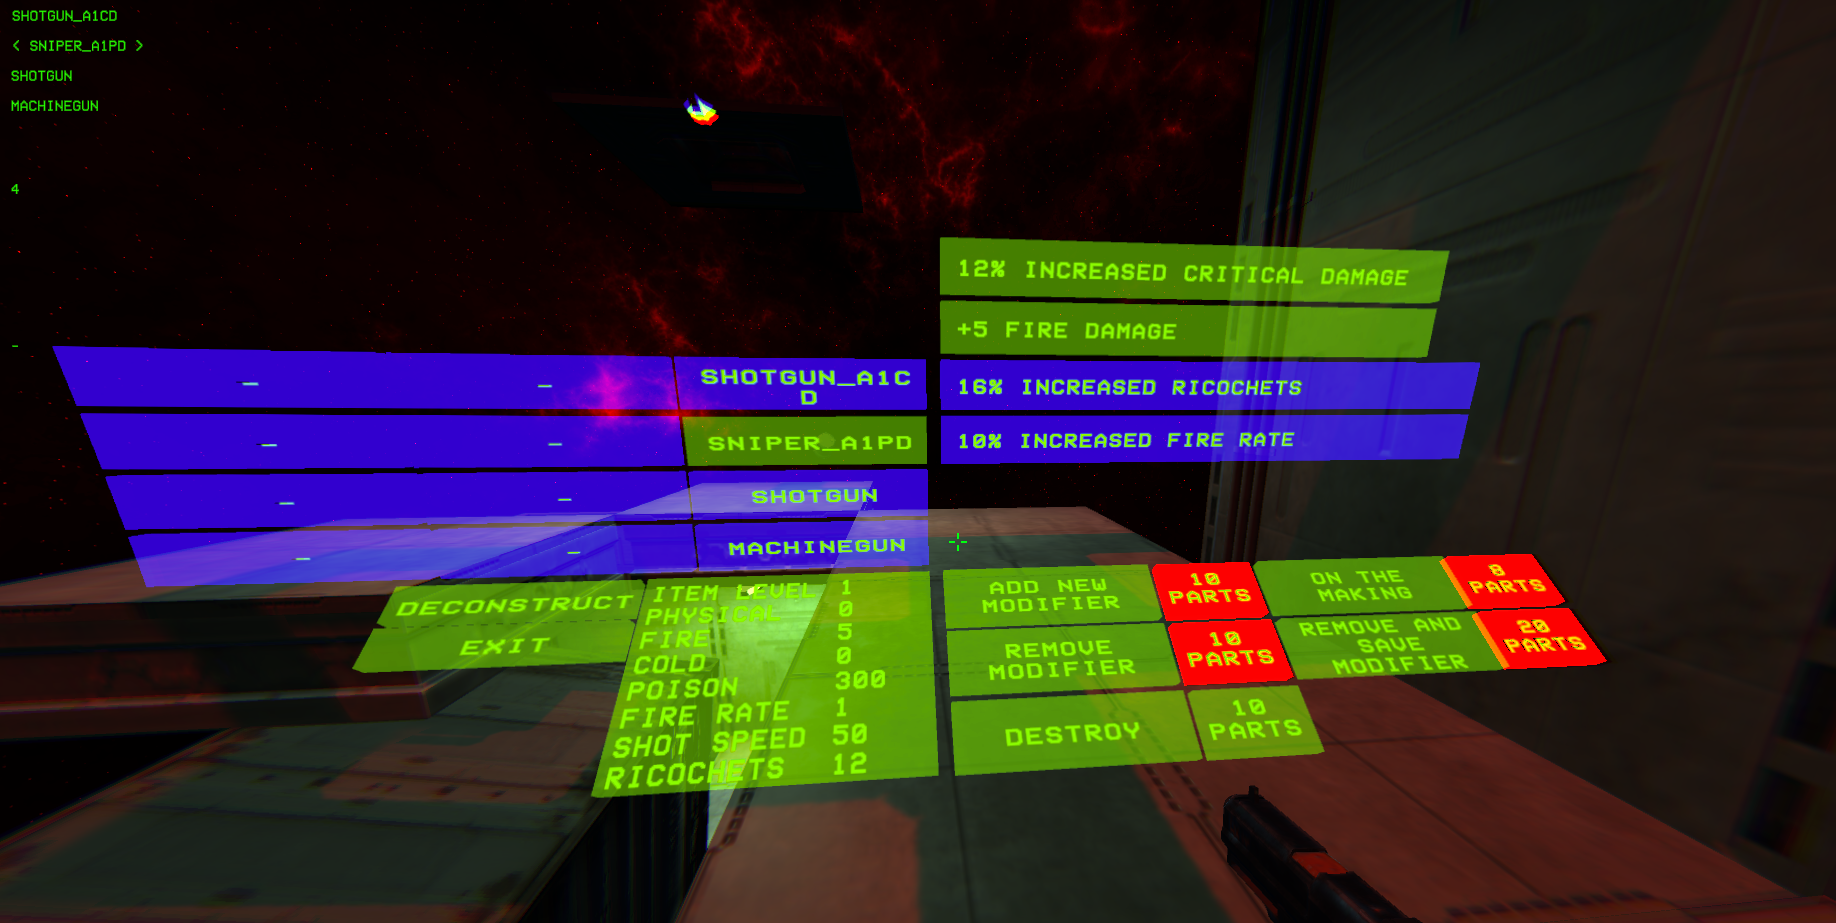 SHOTGUN_A1CD
< SNIPER_A1PD >
SHOTGUN
MACHINEGUN
4
-
12% INCREASED CRITICAL DAMAGE
+5 FIRE DAMAGE
16% INCREASED RICOCHETS
10% INCREASED FIRE RATE
- - SHOTGUN_A1C
D
- - SNIPER_A1PD
- - SHOTGUN
- - MACHINEGUN
DECONSTRUCT
EXIT
ITEM LEVEL 1
PHYSICAL 0
FIRE 5
COLD 0
POISON 300
FIRE RATE 1
SHOT SPEED 50
RICOCHETS 12
ADD NEW
MODIFIER
10
PARTS
ON THE
MAKING
8
PARTS
REMOVE
MODIFIER
10
PARTS
REMOVE AND
SAVE
MODIFIER
20
PARTS
DESTROY
10
PARTS